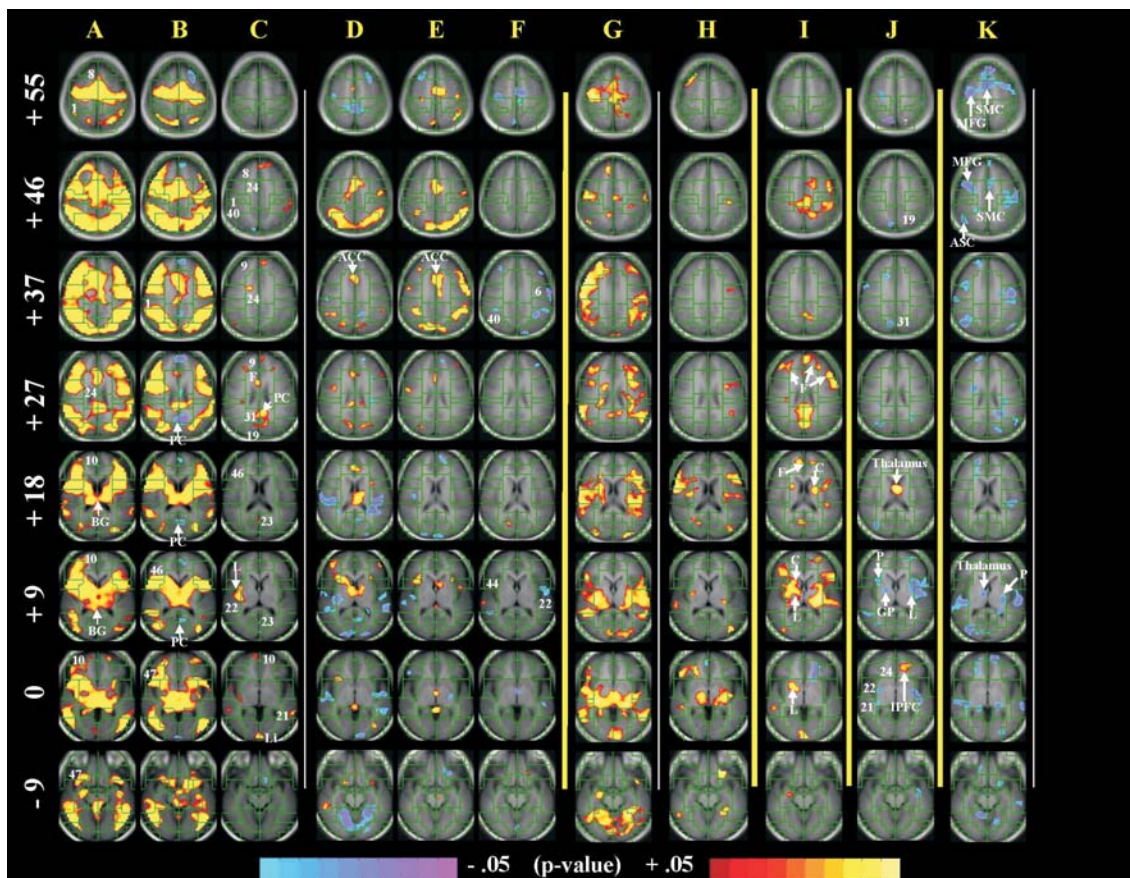 A B C D E F G H I J K
+ 55
8
1
7
SMC
MFG
+ 46
8
24
1
40
19
MFG
SMC
ASC
+ 37
1
9
24
ACC
ACC
6
40
31
+ 27
24
PC
9
F
PC
31
19
F
+18
10
BG
PC
46
23
F
C
Thalamus
+ 9
10
BG
46
PC
I
22
23
44
22
C
L
P
GP
L
Thalamus
P
0
10
47
10
21
Li
L
24
22
21
IPFC
- 9
47
- .05 (p-value) + .05